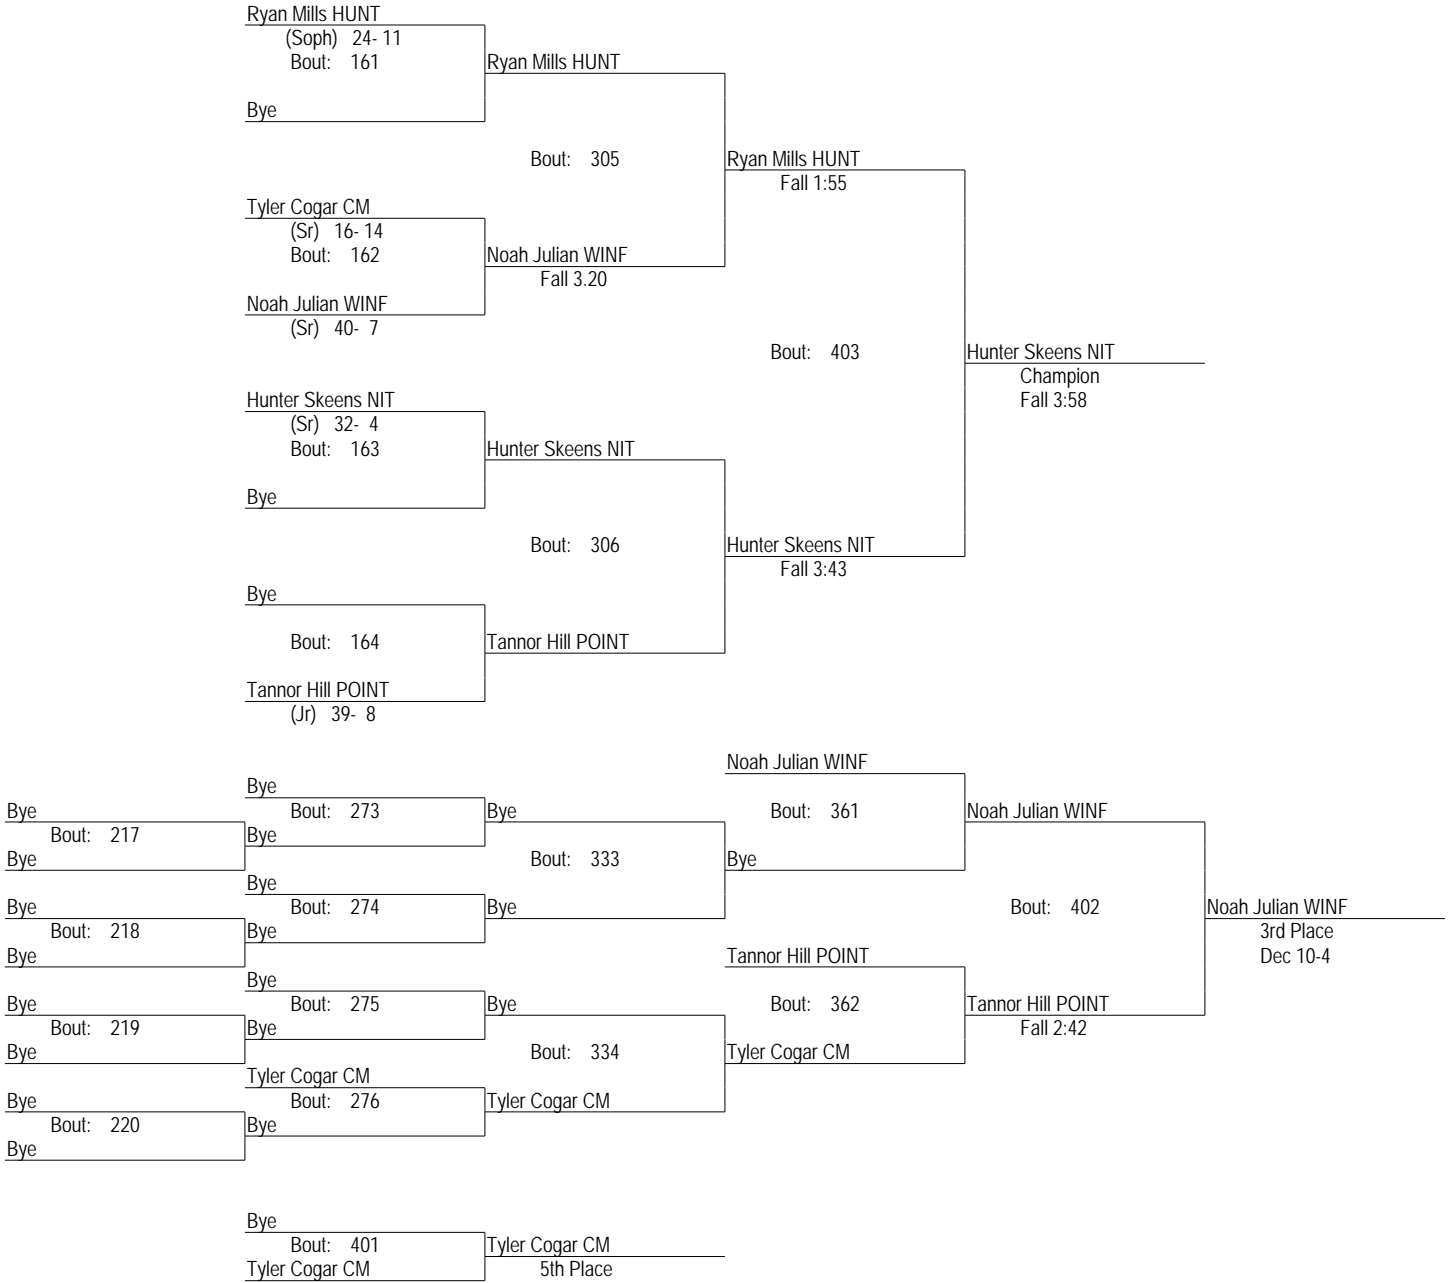 Ryan Mills HUNT
(Soph) 24- 11
Bout: 161
Ryan Mills HUNT
Bye
Bout: 305
Ryan Mills HUNT
Fall 1:55
Tyler Cogar CM
(Sr) 16- 14
Bout: 162
Noah Julian WINF
Fall 3.20
Noah Julian WINF
(Sr) 40- 7
Bout: 403
Hunter Skeens NIT
Champion
Fall 3:58
Hunter Skeens NIT
(Sr) 32- 4
Bout: 163
Hunter Skeens NIT
Bye
Bout: 306
Hunter Skeens NIT
Fall 3:43
Bye
Bout: 164
Tannor Hill POINT
Tannor Hill POINT
(Jr) 39- 8
Noah Julian WINF
Bye
Bye
Bout: 273
Bye
Bout: 361
Noah Julian WINF
Bout: 217
Bye
Bye
Bout: 333
Bye
Bye
Bye
Bout: 274
Bye
Bout: 402
Noah Julian WINF
Bout: 218
Bye
3rd Place
Bye
Tannor Hill POINT
Dec 10-4
Bye
Bye
Bout: 275
Bye
Bout: 362
Tannor Hill POINT
Bout: 219
Bye
Fall 2:42
Bye
Bout: 334
Tyler Cogar CM
Tyler Cogar CM
Bye
Bout: 276
Tyler Cogar CM
Bout: 220
Bye
Bye
Bye
Bout: 401
Tyler Cogar CM
Tyler Cogar CM
5th Place